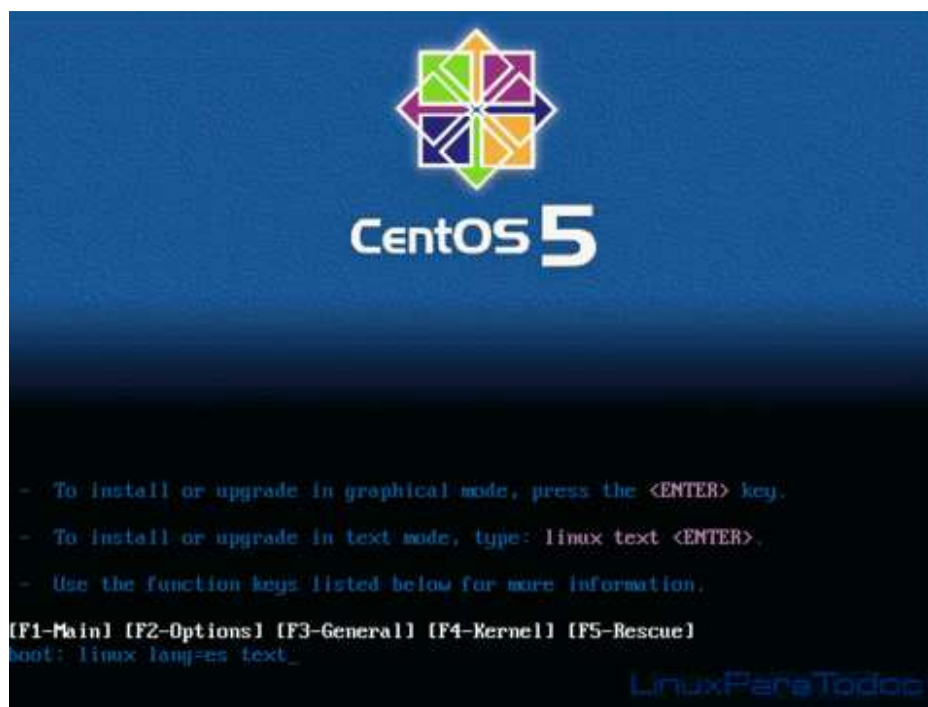 CentOS 5
- To install or upgrade in graphical mode, press the <ENTER> key.
- To install or upgrade in text mode, type: linux text <ENTER>.
- Use the function keys listed below for more information.
[F1-Main] [F2-Options] [F3-General] [F4-Kernel] [F5-Rescue]
boot: linux lang=es text_
LinuxParaTodos